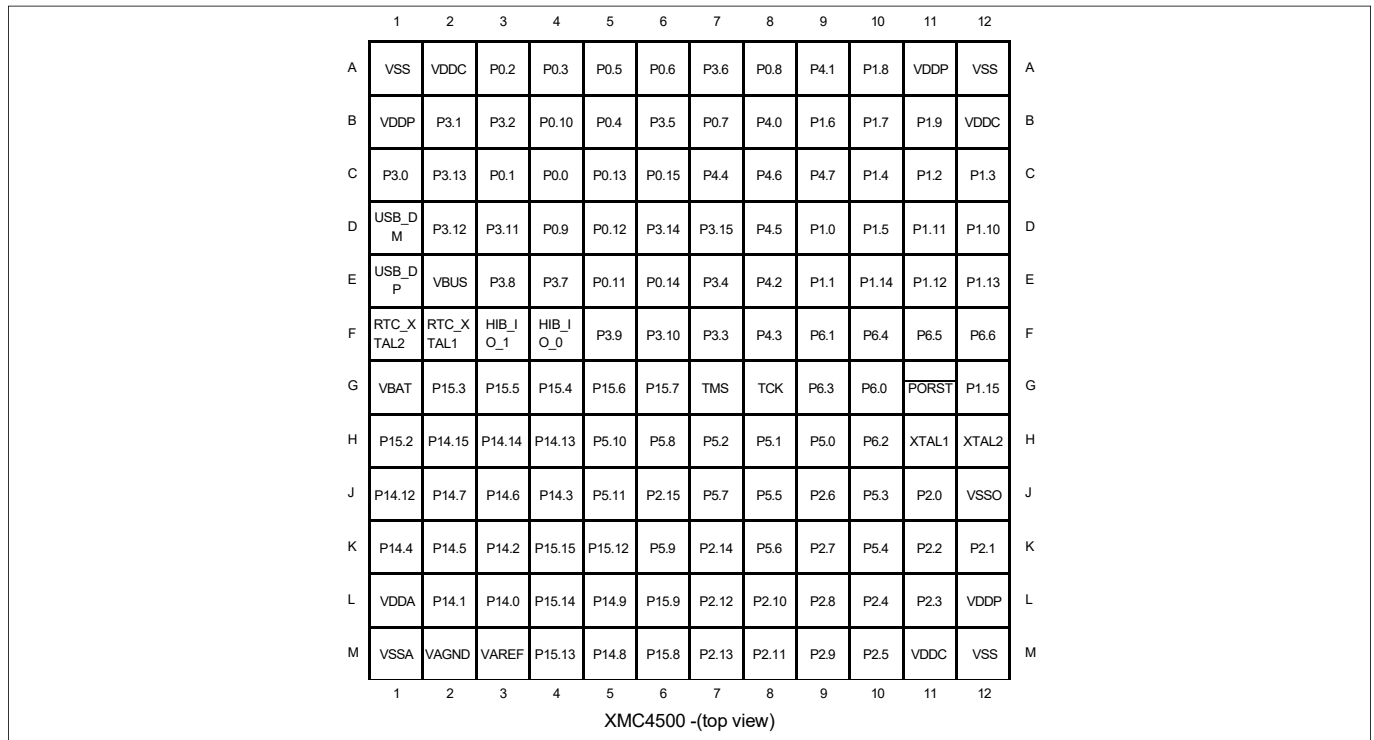 1 2 3 4 5 6 7 8 9 10 11 12
A VSS VDDC P0.2 P0.3 P0.5 P0.6 P3.6 P0.8 P4.1 P1.8 VDDP VSS A
B VDDP P3.1 P3.2 P0.10 P0.4 P3.5 P0.7 P4.0 P1.6 P1.7 P1.9 VDDC B
C P3.0 P3.13 P0.1 P0.0 P0.13 P0.15 P4.4 P4.6 P4.7 P1.4 P1.2 P1.3 C
D USB_DM P3.12 P3.11 P0.9 P0.12 P3.14 P3.15 P4.5 P1.0 P1.5 P1.11 P1.10 D
E USB_DP VBUS P3.8 P3.7 P0.11 P0.14 P3.4 P4.2 P1.1 P1.14 P1.12 P1.13 E
F RTC_XTAL2 RTC_XTAL1 HIB_IO_1 HIB_IO_0 P3.9 P3.10 P3.3 P4.3 P6.1 P6.4 P6.5 P6.6 F
G VBAT P15.3 P15.5 P15.4 P15.6 P15.7 TMS TCK P6.3 P6.0 PORST P1.15 G
H P15.2 P14.15 P14.14 P14.13 P5.10 P5.8 P5.2 P5.1 P5.0 P6.2 XTAL1 XTAL2 H
J P14.12 P14.7 P14.6 P14.3 P5.11 P2.15 P5.7 P5.5 P2.6 P5.3 P2.0 VSSO J
K P14.4 P14.5 P14.2 P15.15 P15.12 P5.9 P2.14 P5.6 P2.7 P5.4 P2.2 P2.1 K
L VDDA P14.1 P14.0 P15.14 P14.9 P15.9 P2.12 P2.10 P2.8 P2.4 P2.3 VDDP L
M VSSA VAGND VAREF P15.13 P14.8 P15.8 P2.13 P2.11 P2.9 P2.5 VDDC VSS M
1 2 3 4 5 6 7 8 9 10 11 12
XMC4500 -(top view)